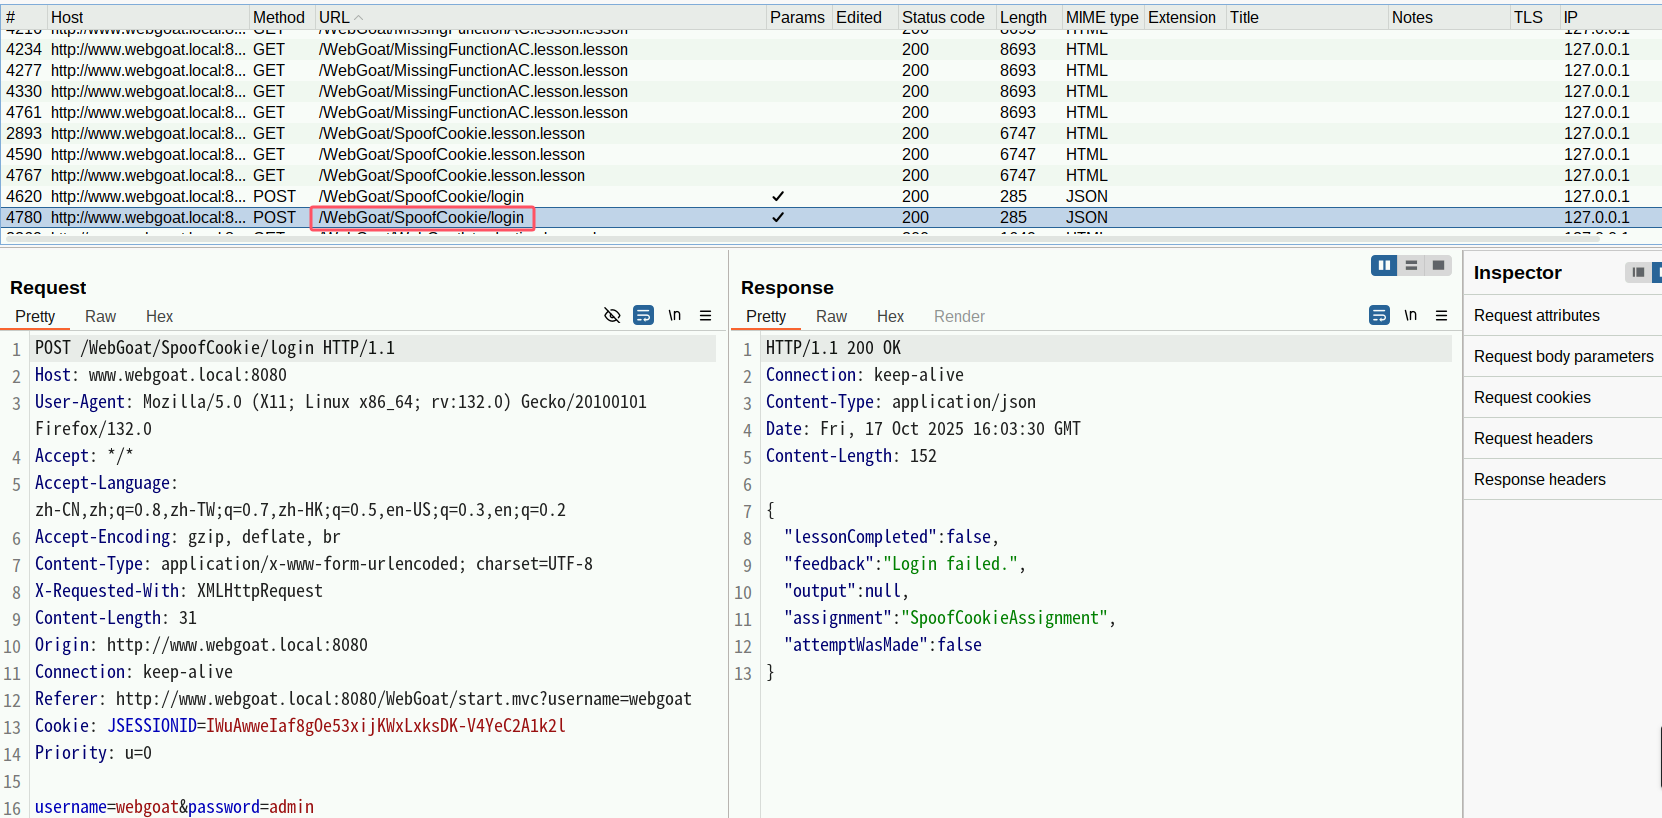 # Host Method URL Params Edited Status code Length MIME type Extension Title Notes TLS IP
4234 http://www.webgoat.local:8... GET /WebGoat/MissingFunctionAC.lesson.lesson 200 8693 HTML 127.0.0.1
4277 http://www.webgoat.local:8... GET /WebGoat/MissingFunctionAC.lesson.lesson 200 8693 HTML 127.0.0.1
4330 http://www.webgoat.local:8... GET /WebGoat/MissingFunctionAC.lesson.lesson 200 8693 HTML 127.0.0.1
4761 http://www.webgoat.local:8... GET /WebGoat/MissingFunctionAC.lesson.lesson 200 8693 HTML 127.0.0.1
2893 http://www.webgoat.local:8... GET /WebGoat/SpoofCookie.lesson.lesson 200 6747 HTML 127.0.0.1
4590 http://www.webgoat.local:8... GET /WebGoat/SpoofCookie.lesson.lesson 200 6747 HTML 127.0.0.1
4767 http://www.webgoat.local:8... GET /WebGoat/SpoofCookie.lesson.lesson 200 6747 HTML 127.0.0.1
4620 http://www.webgoat.local:8... POST /WebGoat/SpoofCookie/login ✓ 200 285 JSON 127.0.0.1
4780 http://www.webgoat.local:8... POST /WebGoat/SpoofCookie/login ✓ 200 285 JSON 127.0.0.1
Request
Pretty Raw Hex \n
1 POST /WebGoat/SpoofCookie/login HTTP/1.1
2 Host: www.webgoat.local:8080
3 User-Agent: Mozilla/5.0 (X11; Linux x86_64; rv:132.0) Gecko/20100101
Firefox/132.0
4 Accept: */*
5 Accept-Language:
zh-CN,zh;q=0.8,zh-TW;q=0.7,zh-HK;q=0.5,en-US;q=0.3,en;q=0.2
6 Accept-Encoding: gzip, deflate, br
7 Content-Type: application/x-www-form-urlencoded; charset=UTF-8
8 X-Requested-With: XMLHttpRequest
9 Content-Length: 31
10 Origin: http://www.webgoat.local:8080
11 Connection: keep-alive
12 Referer: http://www.webgoat.local:8080/WebGoat/start.mvc?username=webgoat
13 Cookie: JSESSIONID=IWuAwweIaf8gOe53xijKWxLxksDK-V4YeC2A1k2l
14 Priority: u=0
15
16 username=webgoat&password=admin
Response
Pretty Raw Hex Render \n
1 HTTP/1.1 200 OK
2 Connection: keep-alive
3 Content-Type: application/json
4 Date: Fri, 17 Oct 2025 16:03:30 GMT
5 Content-Length: 152
6
7 {
8 "lessonCompleted":false,
9 "feedback":"Login failed.",
10 "output":null,
11 "assignment":"SpoofCookieAssignment",
12 "attemptWasMade":false
13 }
Inspector
Request attributes
Request body parameters
Request cookies
Request headers
Response headers